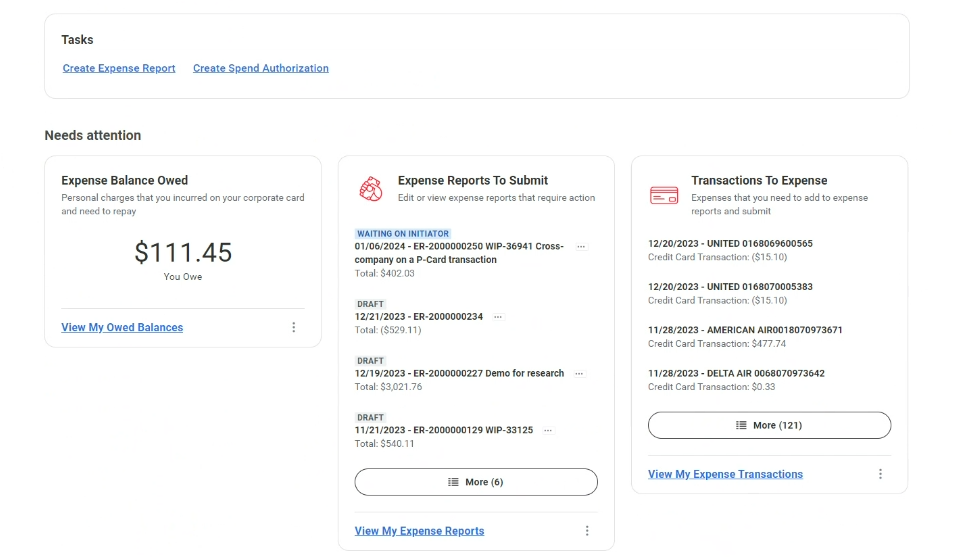 Tasks
Create Expense Report
Create Spend Authorization
Needs attention
Expense Balance Owed
Personal charges that you incurred on your corporate card
and need to repay
$111.45
You Owe
View My Owed Balances
Expense Reports To Submit
Edit or view expense reports that require action
WAITING ON INITIATOR
01/06/2024 - ER-2000000250 WIP-36941 Cross-
company on a P-Card transaction
Total: $402.03
DRAFT
12/21/2023 - ER-2000000234
Total: ($529.11)
DRAFT
12/19/2023 - ER-2000000227 Demo for research
Total: $3,021.76
DRAFT
11/21/2023 - ER-2000000129 WIP-33125
Total: $540.11
More (6)
View My Expense Reports
Transactions To Expense
Expenses that you need to add to expense
reports and submit
12/20/2023 - UNITED 0168069600565
Credit Card Transaction: ($15.10)
12/20/2023 - UNITED 0168070005383
Credit Card Transaction: ($15.10)
11/28/2023 - AMERICAN AIR0018070973671
Credit Card Transaction: $477.74
11/28/2023 - DELTA AIR 0068070973642
Credit Card Transaction: $0.33
More (121)
View My Expense Transactions